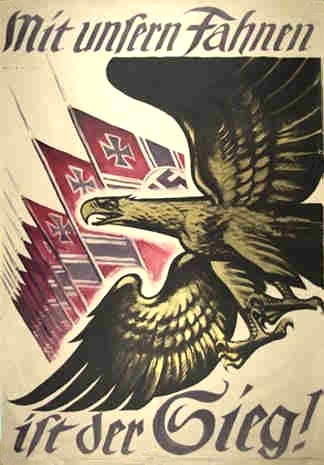 Mit unsern Fahnen
ist der Sieg!